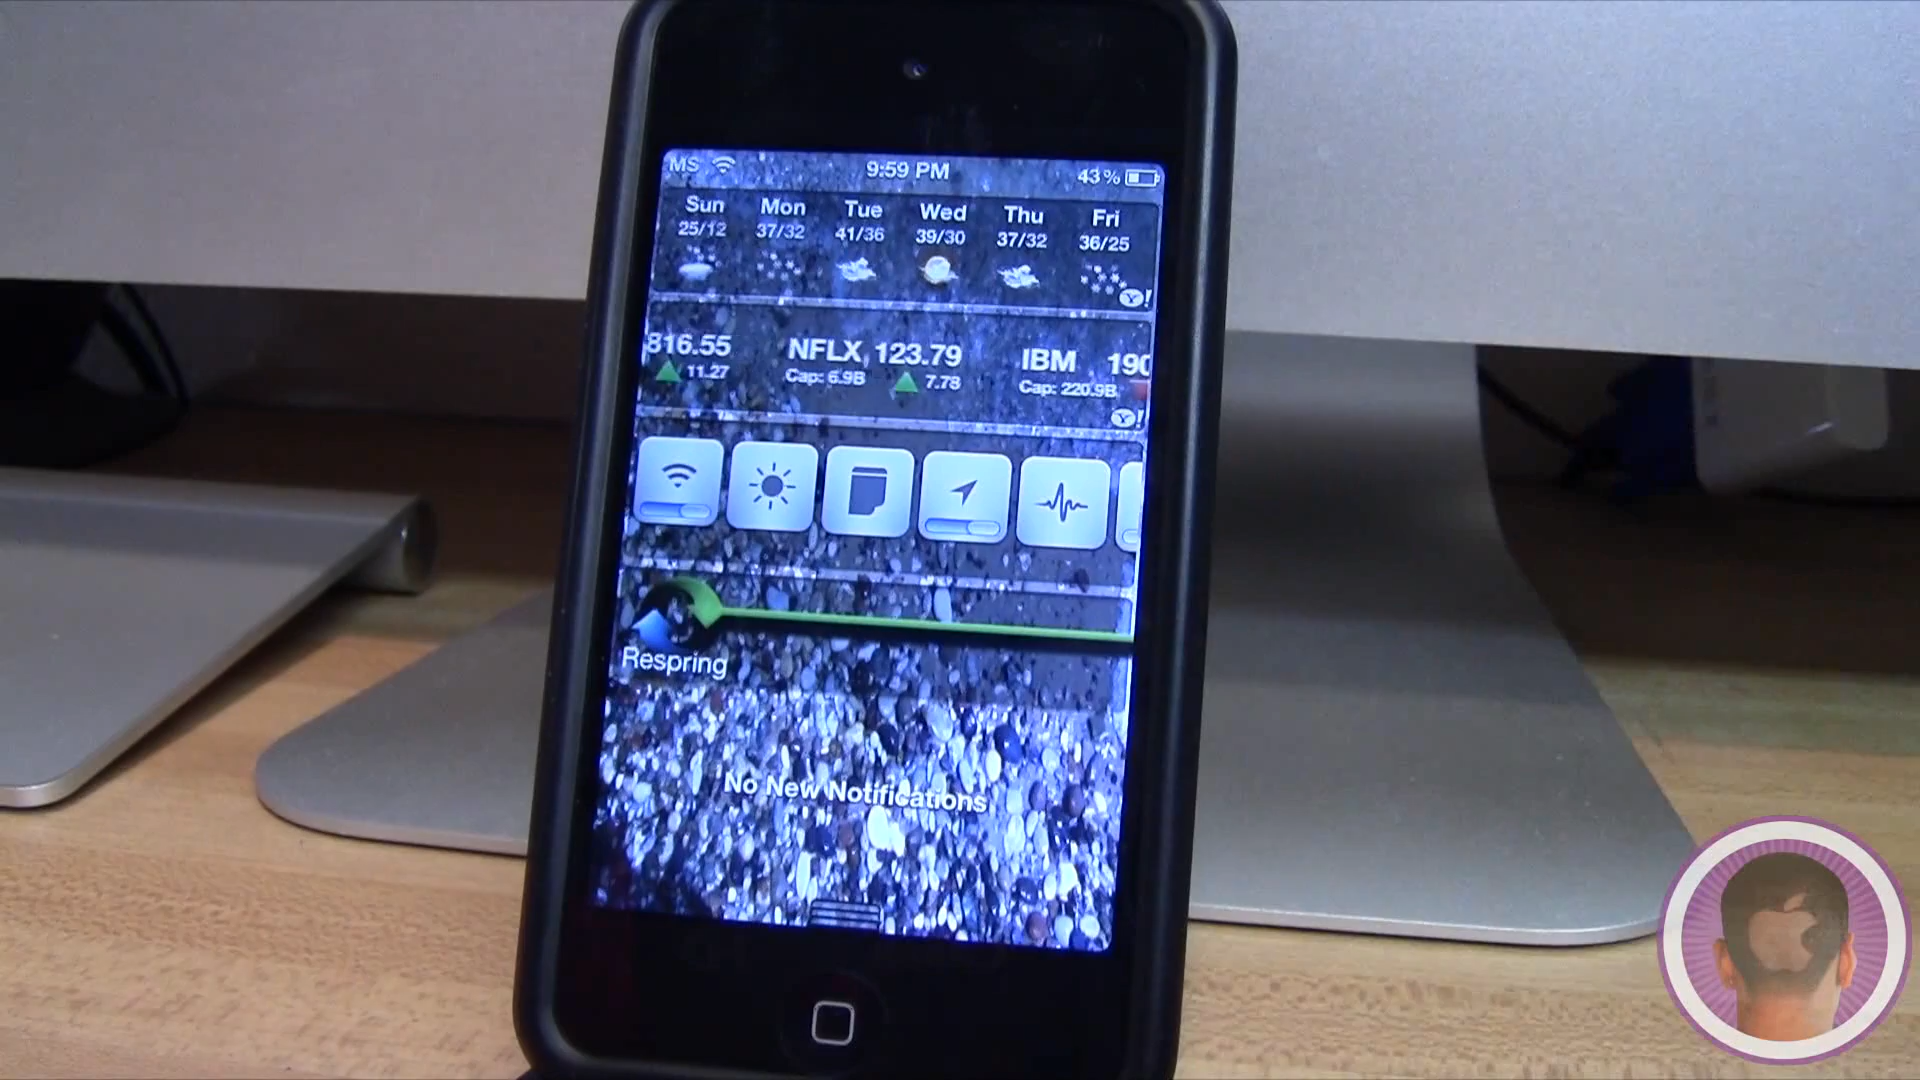 MS 9:59 PM 43%
Sun Mon Tue Wed Thu Fri
25/12 37/32 41/36 39/30 37/32 36/25
Y!
816.55 NFLX 123.79 IBM 190
11.27 Cap: 6.9B 7.78 Cap: 220.9B
Y!
Respring
No New Notifications